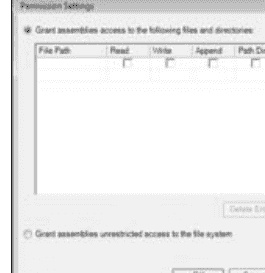 Permission Settings
Grant assemblies access to the following files and directories:
File Path Read Write Append Path Di
Delete En
Grant assemblies unrestricted access to the file system